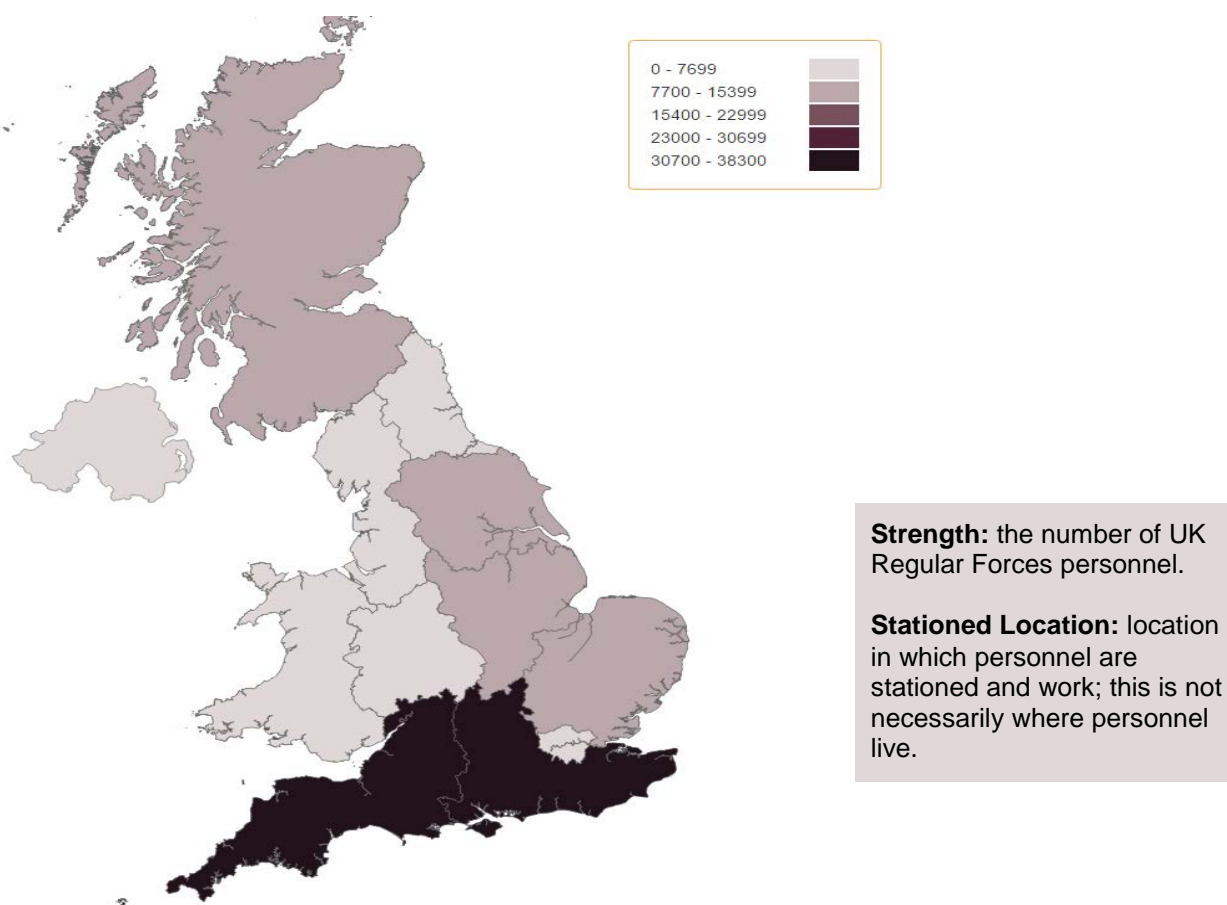 0 - 7699
7700 - 15399
15400 - 22999
23000 - 30699
30700 - 38300
Strength: the number of UK
Regular Forces personnel.
Stationed Location: location
in which personnel are
stationed and work; this is not
necessarily where personnel
live.